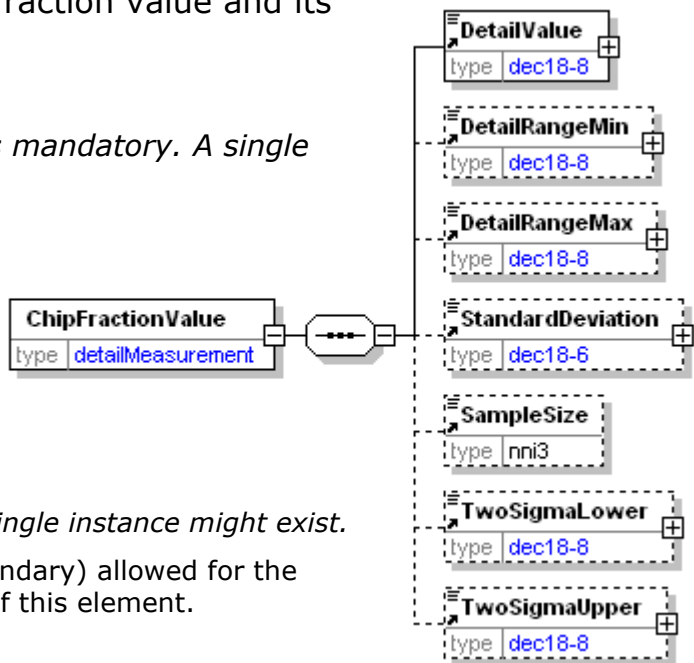 raction value and its
s mandatory. A single
ingle instance might exist.
ndary) allowed for the
f this element.
ChipFractionValue
type detailMeasurement
DetailValue
type dec18-8
DetailRangeMin
type dec18-8
DetailRangeMax
type dec18-8
StandardDeviation
type dec18-6
SampleSize
type nni3
TwoSigmaLower
type dec18-8
TwoSigmaUpper
type dec18-8